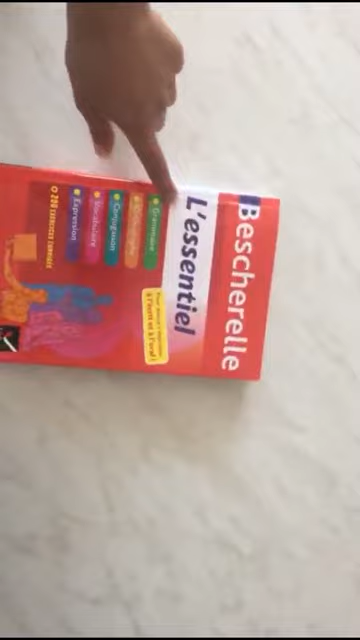 Bescherelle
L'essentiel
Grammaire
Orthographe
Conjugaison
Vocabulaire
Expression
à l'écrit et à l'oral !
200 EXERCICES CORRIGÉS